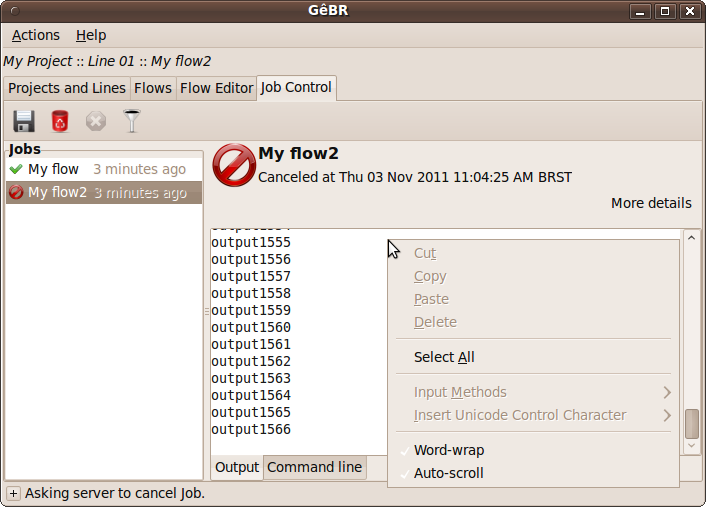 GêBR
Actions Help
My Project :: Line 01 :: My flow2
Projects and Lines Flows Flow Editor Job Control
Jobs
My flow 3 minutes ago
My flow2 3 minutes ago
My flow2
Canceled at Thu 03 Nov 2011 11:04:25 AM BRST
More details
output1555
output1556
output1557
output1558
output1559
output1560
output1561
output1562
output1563
output1564
output1565
output1566
Cut
Copy
Paste
Delete
Select All
Input Methods
Insert Unicode Control Character
Word-wrap
Auto-scroll
Output Command line
Asking server to cancel Job.